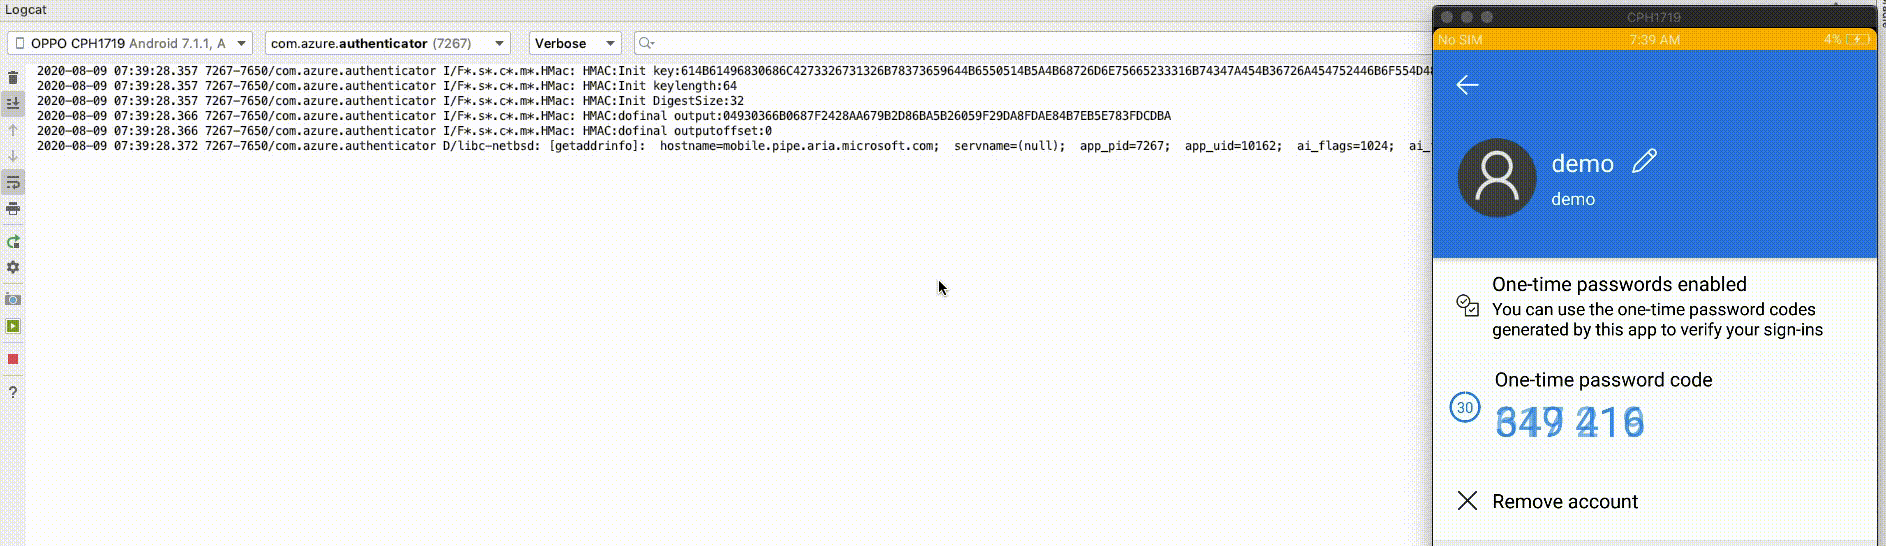 Logcat
OPPO CPH1719 Android 7.1.1, A
com.azure.authenticator (7267)
Verbose
2020-08-09 07:39:28.357 7267-7650/com.azure.authenticator I/F*.s*.c*.m*.HMac: HMAC:Init key:614B61496830686C4273326731326B78373659644B6550514B5A4B68726D6E75665233316B74347A454B36726A454752446B6F554D48
2020-08-09 07:39:28.357 7267-7650/com.azure.authenticator I/F*.s*.c*.m*.HMac: HMAC:Init keylength:64
2020-08-09 07:39:28.357 7267-7650/com.azure.authenticator I/F*.s*.c*.m*.HMac: HMAC:Init DigestSize:32
2020-08-09 07:39:28.366 7267-7650/com.azure.authenticator I/F*.s*.c*.m*.HMac: HMAC:dofinal output:04930366B0687F2428AA679B2D86BA5B26059F29DA8FDAE84B7EB5E783FDCDBA
2020-08-09 07:39:28.366 7267-7650/com.azure.authenticator I/F*.s*.c*.m*.HMac: HMAC:dofinal outputoffset:0
2020-08-09 07:39:28.372 7267-7650/com.azure.authenticator D/libc-netbsd: [getaddrinfo]: hostname=mobile.pipe.aria.microsoft.com; servname=(null); app_pid=7267; app_uid=10162; ai_flags=1024; ai_
CPH1719
No SIM 7:39 AM 4%
demo
demo
One-time passwords enabled
You can use the one-time password codes
generated by this app to verify your sign-ins
One-time password code
30
Remove account